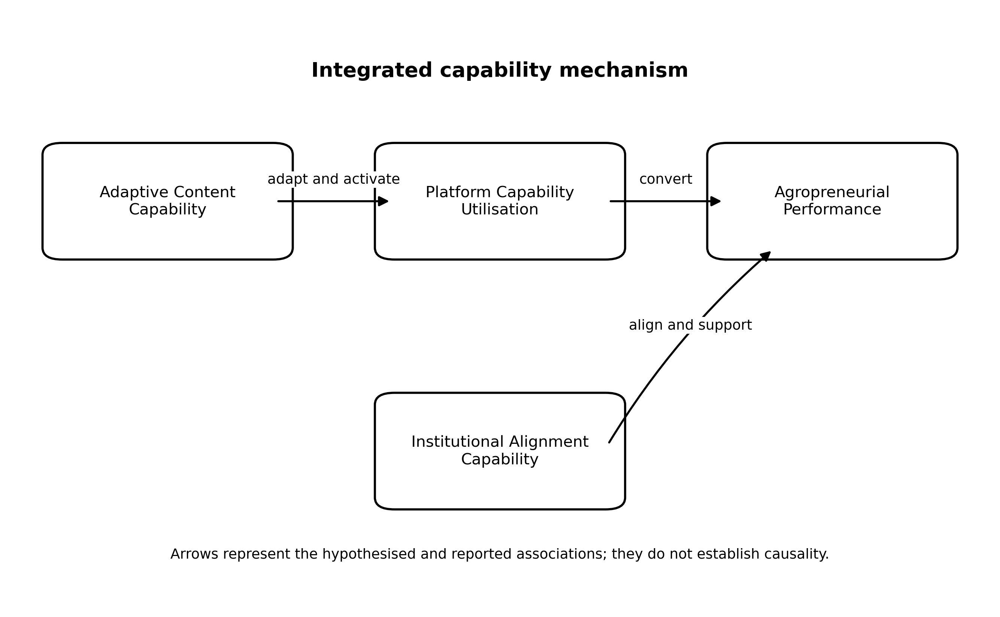 Integrated capability mechanism
adapt and activate
convert
Adaptive Content
Capability
Platform Capability
Utilisation
Agropreneurial
Performance
align and support
Institutional Alignment
Capability
Arrows represent the hypothesised and reported associations; they do not establish causality.